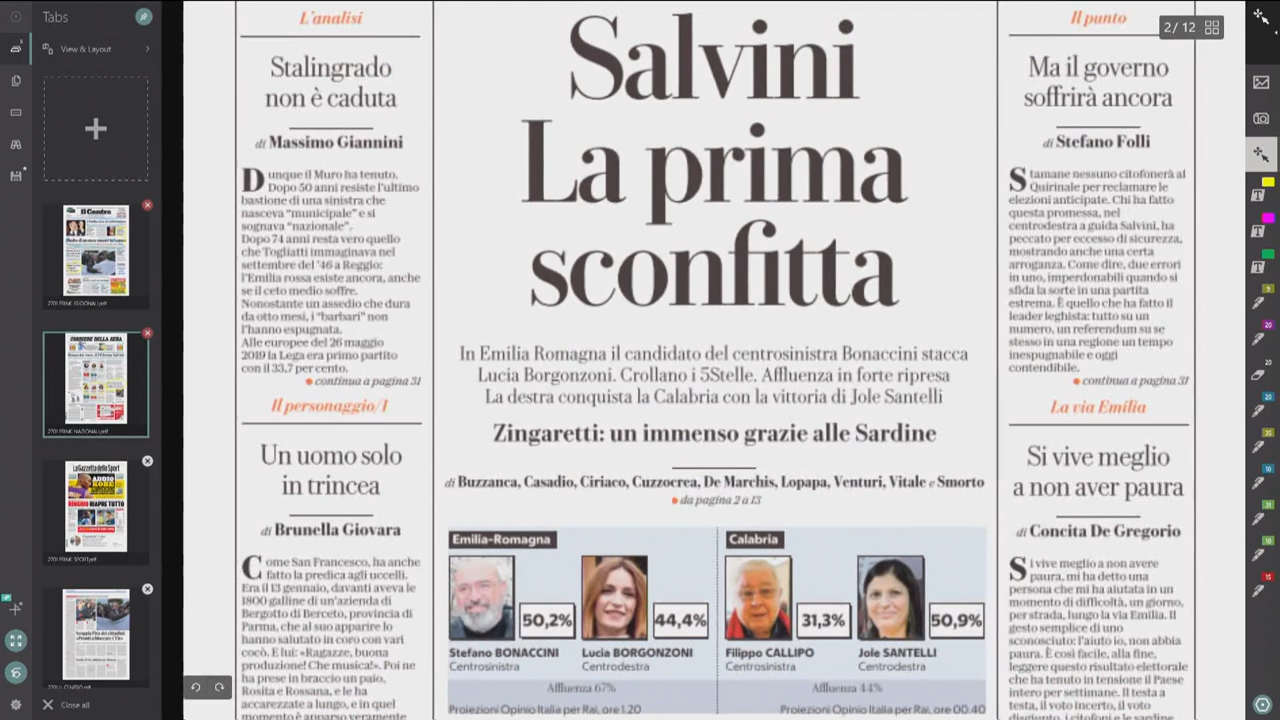 Tabs
View & Layout
2701 PRIME REGIONALI.pdf
2701 PRIME NAZIONALI.pdf
2701 PRIME SPORT.pdf
Close all
2/ 12
Il Centro
CORRIERE DELLA SERA
La Gazzetta dello Sport
ADDIO
KOBE
RINGHIO RIAPRE TUTTO
L'analisi
Stalingrado
non è caduta
di Massimo Giannini
Dunque il Muro ha tenuto.
Dopo 50 anni resiste l'ultimo
bastione di una sinistra che
nasceva "municipale" e si
sognava "nazionale".
Dopo 74 anni resta vero quello
che Togliatti immaginava nel
settembre del '46 a Reggio:
l'Emilia rossa esiste ancora, anche
se il ceto medio soffre.
Nonostante un assedio che dura
da otto mesi, i "barbari" non
l'hanno espugnata.
Alle europee del 26 maggio
2019 la Lega era primo partito
con il 33,7 per cento.
continua a pagina 31
Il personaggio/1
Un uomo solo
in trincea
di Brunella Giovara
Come San Francesco, ha anche
fatto la predica agli uccelli.
Era il 13 gennaio, davanti aveva le
1800 galline di un'azienda di
Bergotto di Berceto, provincia di
Parma, che al suo apparire lo
hanno salutato in coro con vari
cocò. E lui: «Ragazze, buona
produzione! Che musica!». Poi ne
ha prese in braccio un paio,
Rosita e Rossana, e le ha
accarezzate a lungo, e in quel
momento è apparso veramente
Salvini
La prima
sconfitta
In Emilia Romagna il candidato del centrosinistra Bonaccini stacca
Lucia Borgonzoni. Crollano i 5Stelle. Affluenza in forte ripresa
La destra conquista la Calabria con la vittoria di Jole Santelli
Zingaretti: un immenso grazie alle Sardine
di Buzzanca, Casadio, Ciriaco, Cuzzocrea, De Marchis, Lopapa, Venturi, Vitale e Smorto
da pagina 2 a 13
Emilia-Romagna
50,2%
44,4%
Stefano BONACCINI
Centrosinistra
Lucia BORGONZONI
Centrodestra
Affluenza 67%
Proiezioni Opinio Italia per Rai, ore 1.20
Calabria
31,3%
50,9%
Filippo CALLIPO
Centrosinistra
Jole SANTELLI
Centrodestra
Affluenza 44%
Proiezioni Opinio Italia per Rai, ore 00.40
Il punto
Ma il governo
soffrirà ancora
di Stefano Folli
Stamane nessuno citofonerà al
Quirinale per reclamare le
elezioni anticipate. Chi ha fatto
questa promessa, nel
centrodestra a guida Salvini, ha
peccato per eccesso di sicurezza,
mostrando anche una certa
arroganza. Come dire, due errori
in uno, imperdonabili quando si
sfida la sorte in una partita
estrema. È quello che ha fatto il
leader leghista: tutto su un
numero, un referendum su se
stesso in una regione un tempo
inespugnabile e oggi
contendibile.
continua a pagina 31
La via Emilia
Si vive meglio
a non aver paura
di Concita De Gregorio
Si vive meglio a non avere
paura, mi ha detto una
persona che mi ha aiutata in un
momento di difficoltà, un giorno,
per strada, lungo la via Emilia. Il
gesto semplice di uno
sconosciuto: l'aiuto io, non abbia
paura. È così facile, alla fine,
leggere questo risultato elettorale
che ha tenuto in tensione il Paese
intero per settimane. Il testa a
testa, il voto incerto, il voto
disgiunto, i citofoni e le sardine